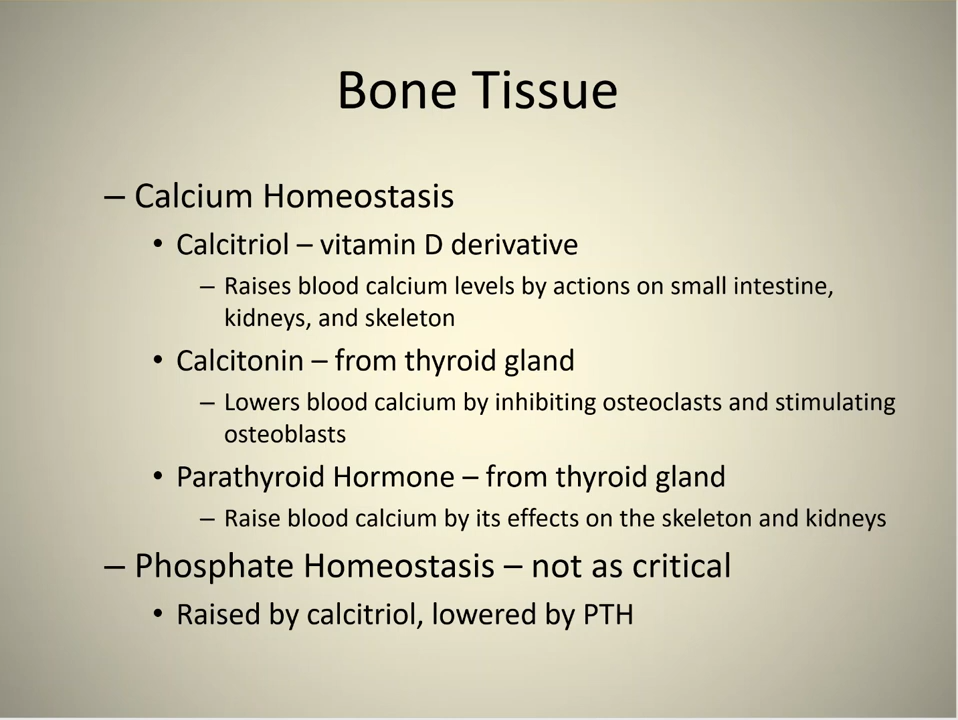 Bone Tissue
– Calcium Homeostasis
• Calcitriol – vitamin D derivative
– Raises blood calcium levels by actions on small intestine,
kidneys, and skeleton
• Calcitonin – from thyroid gland
– Lowers blood calcium by inhibiting osteoclasts and stimulating
osteoblasts
• Parathyroid Hormone – from thyroid gland
– Raise blood calcium by its effects on the skeleton and kidneys
– Phosphate Homeostasis – not as critical
• Raised by calcitriol, lowered by PTH